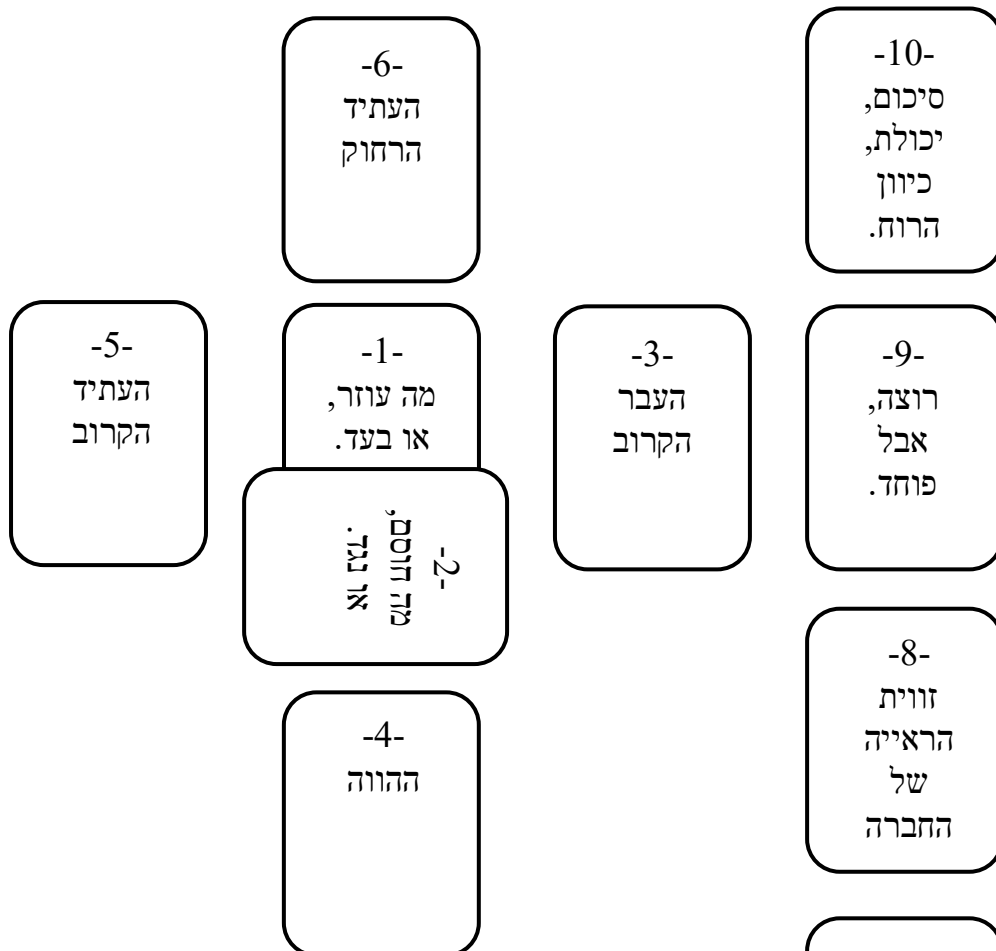 -10-
סיכום,
יכולת,
כיוון
הרוח.
-6-
העתיד
הרחוק
-9-
רוצה,
אבל
פוחד.
-3-
העבר
הקרוב
-1-
מה עוזר,
או בעד.
-5-
העתיד
הקרוב
-2-
מה חוסם,
או נגד.
-8-
זווית
הראייה
של
החברה
-4-
ההווה